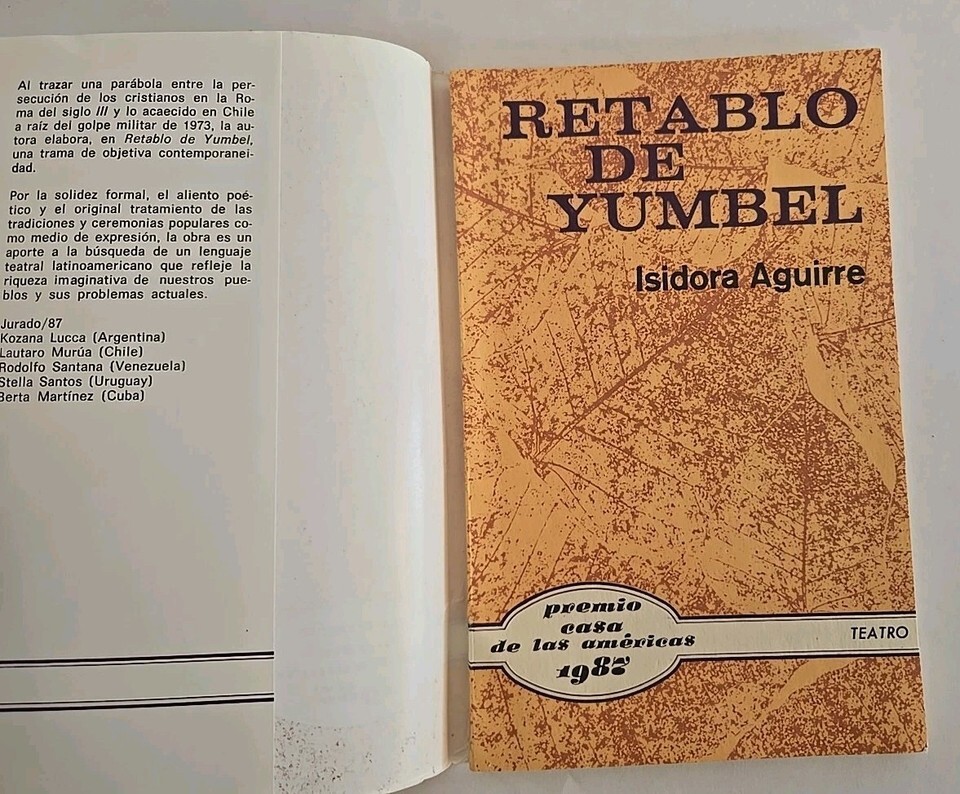 Al trazar una parábola entre la per-
secución de los cristianos en la Ro-
ma del siglo III y lo acaecido en Chile
a raíz del golpe militar de 1973, la au-
tora elabora, en Retablo de Yumbel,
una trama de objetiva contemporanei-
dad.
Por la solidez formal, el aliento poé-
tico y el original tratamiento de las
tradiciones y ceremonias populares co-
mo medio de expresión, la obra es un
aporte a la búsqueda de un lenguaje
teatral latinoamericano que refleje la
riqueza imaginativa de nuestros pue-
blos y sus problemas actuales.
Jurado/87
Kozana Lucca (Argentina)
Lautaro Murúa (Chile)
Rodolfo Santana (Venezuela)
Stella Santos (Uruguay)
Berta Martínez (Cuba)
RETABLO
DE
YUMBEL
Isidora Aguirre
premio
casa
de las américas
1987
TEATRO